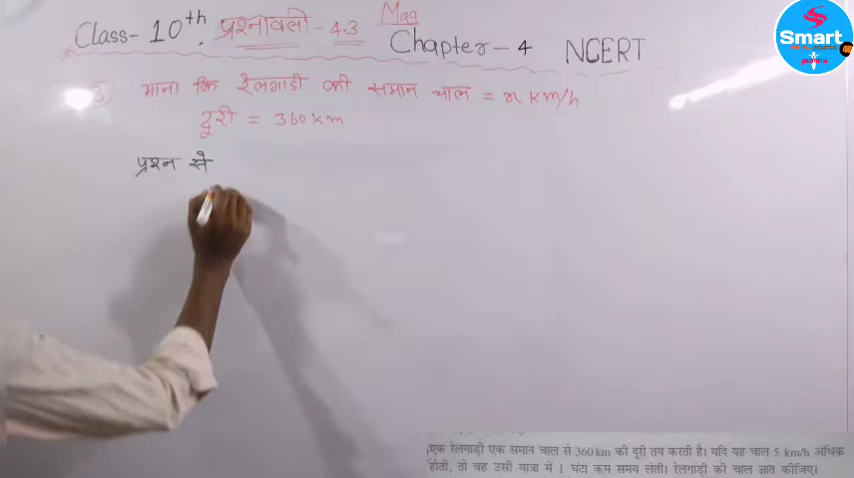 Class- 10th प्रश्नावली - 4.3 Mag
Chapter - 4 NCERT
Smart
माना कि रेलगाडी की समान चाल = x km/h
दूरी = 360 km
प्रश्न से
एक रेलगाड़ी एक समान चाल से 360 km की दूरी तय करती है। यदि यह चाल 5 km/h अधिक
होती, तो वह उसी यात्रा में 1 घंटा कम समय लेती। रेलगाड़ी की चाल ज्ञात कीजिए।